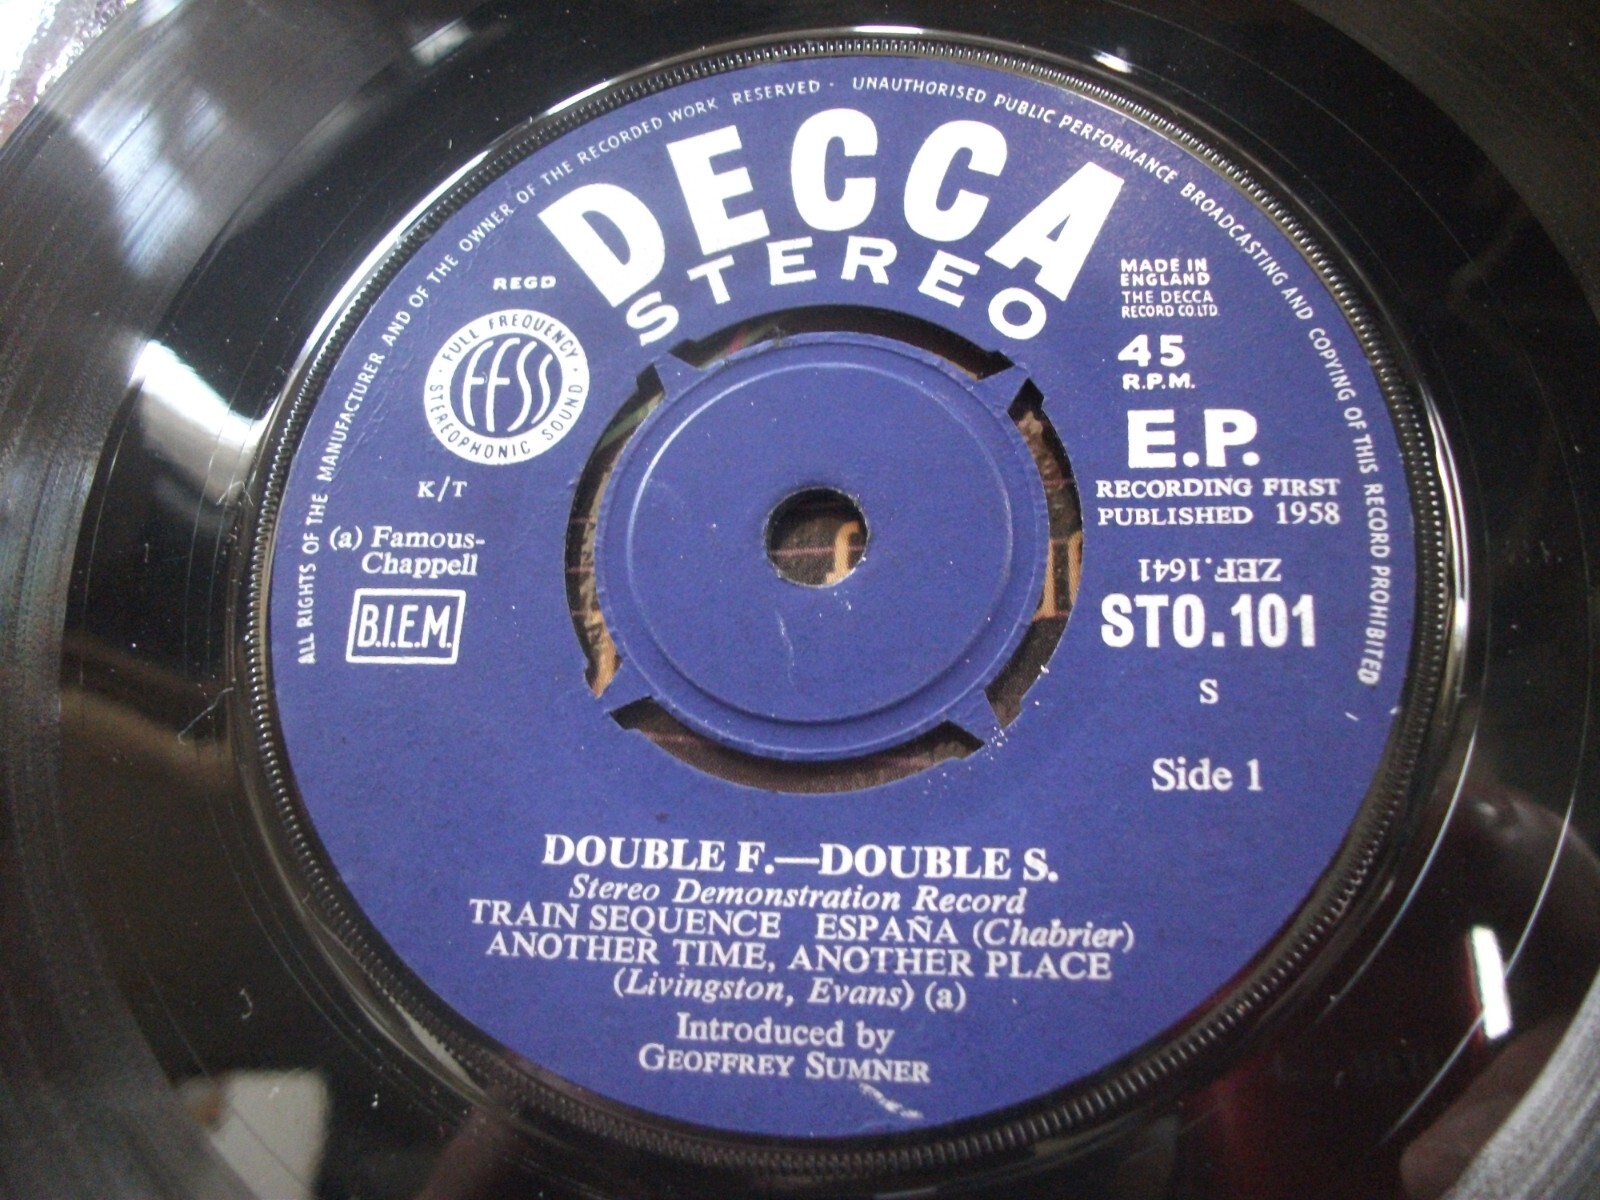 ALL RIGHTS OF THE MANUFACTURER AND OF THE OWNER OF THE RECORDED WORK RESERVED · UNAUTHORISED PUBLIC PERFORMANCE BROADCASTING AND COPYING OF THIS RECORD PROHIBITED
DECCA
STEREO
REGD
FULL FREQUENCY
FFSS
STEREOPHONIC SOUND
K/T
(a) Famous-
Chappell
B.I.E.M.
MADE IN
ENGLAND
THE DECCA
RECORD CO. LTD.
45
R.P.M.
E.P.
RECORDING FIRST
PUBLISHED 1958
ZEF.1641
STO.101
S
Side 1
DOUBLE F.—DOUBLE S.
Stereo Demonstration Record
TRAIN SEQUENCE ESPAÑA (Chabrier)
ANOTHER TIME, ANOTHER PLACE
(Livingston, Evans) (a)
Introduced by
GEOFFREY SUMNER